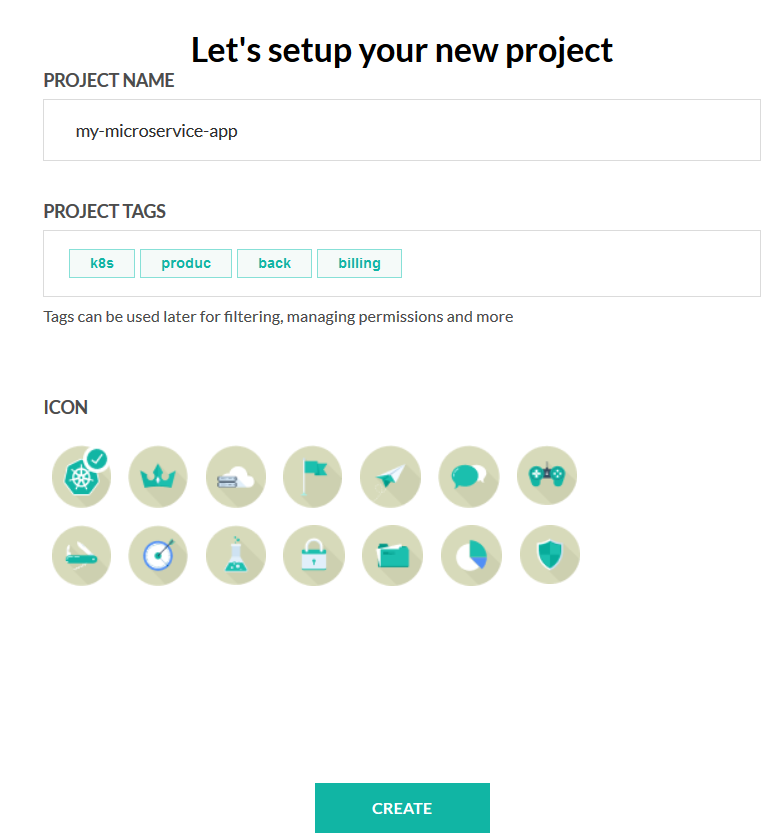 Let's setup your new project
PROJECT NAME
my-microservice-app
PROJECT TAGS
k8s produc back billing
Tags can be used later for filtering, managing permissions and more
ICON
CREATE